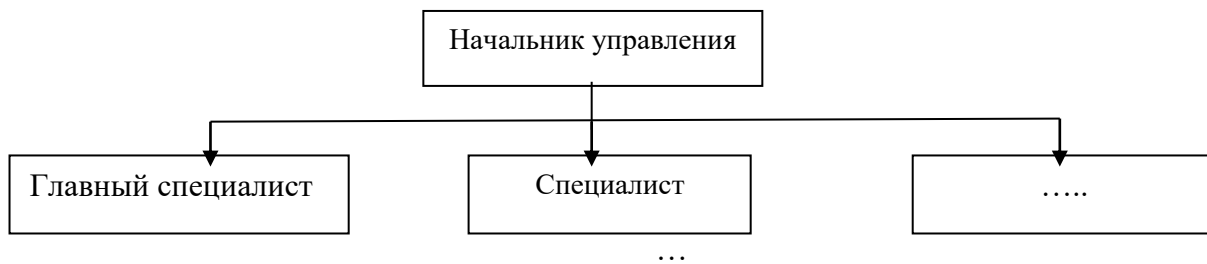 Начальник управления
Главный специалист
Специалист
…..
…